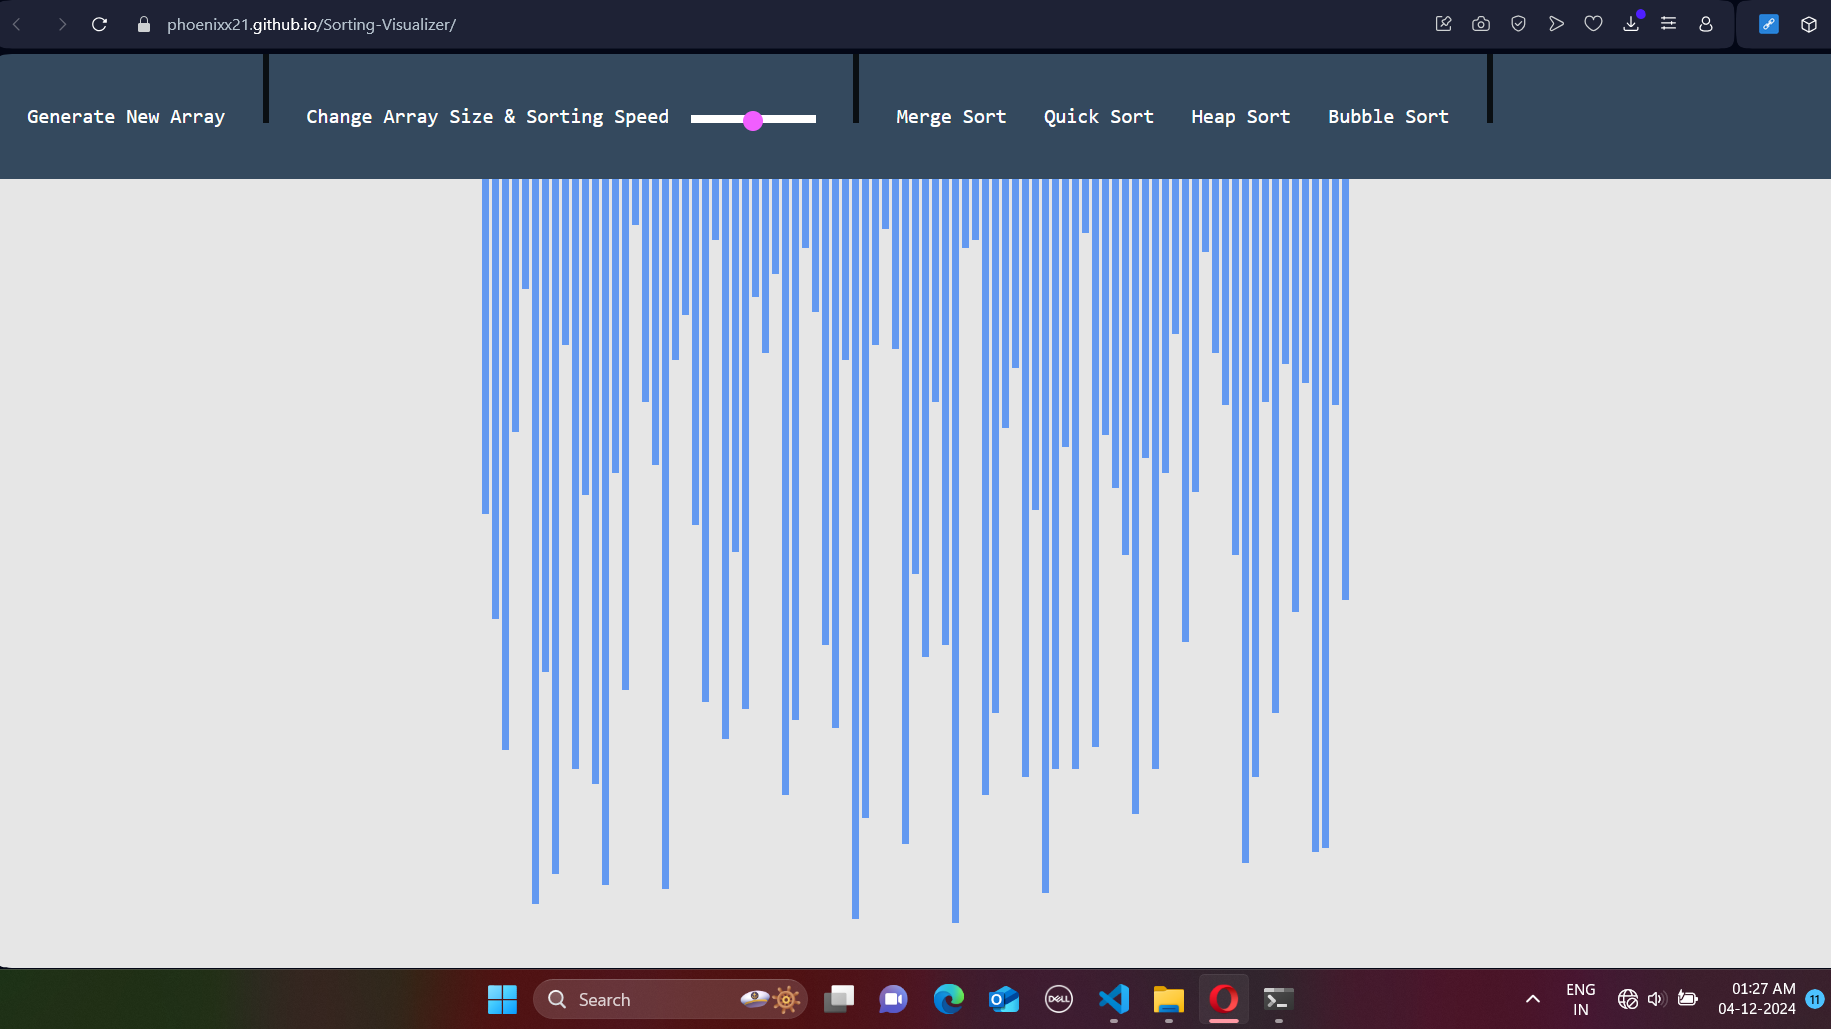 phoenixx21.github.io/Sorting-Visualizer/
Generate New Array
Change Array Size & Sorting Speed
Merge Sort
Quick Sort
Heap Sort
Bubble Sort
Search
DELL
ENG
IN
01:27 AM
04-12-2024
11